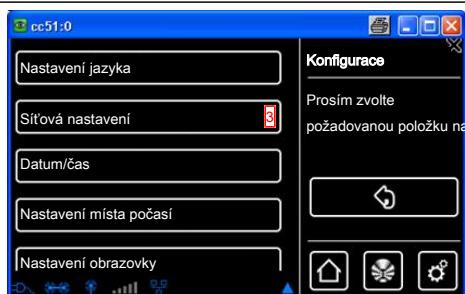 cc51:0
Nastavení jazyka
Síťová nastavení
3
Datum/čas
Nastavení místa počasí
Nastavení obrazovky
Konfigurace
Prosím zvolte
požadovanou položku na